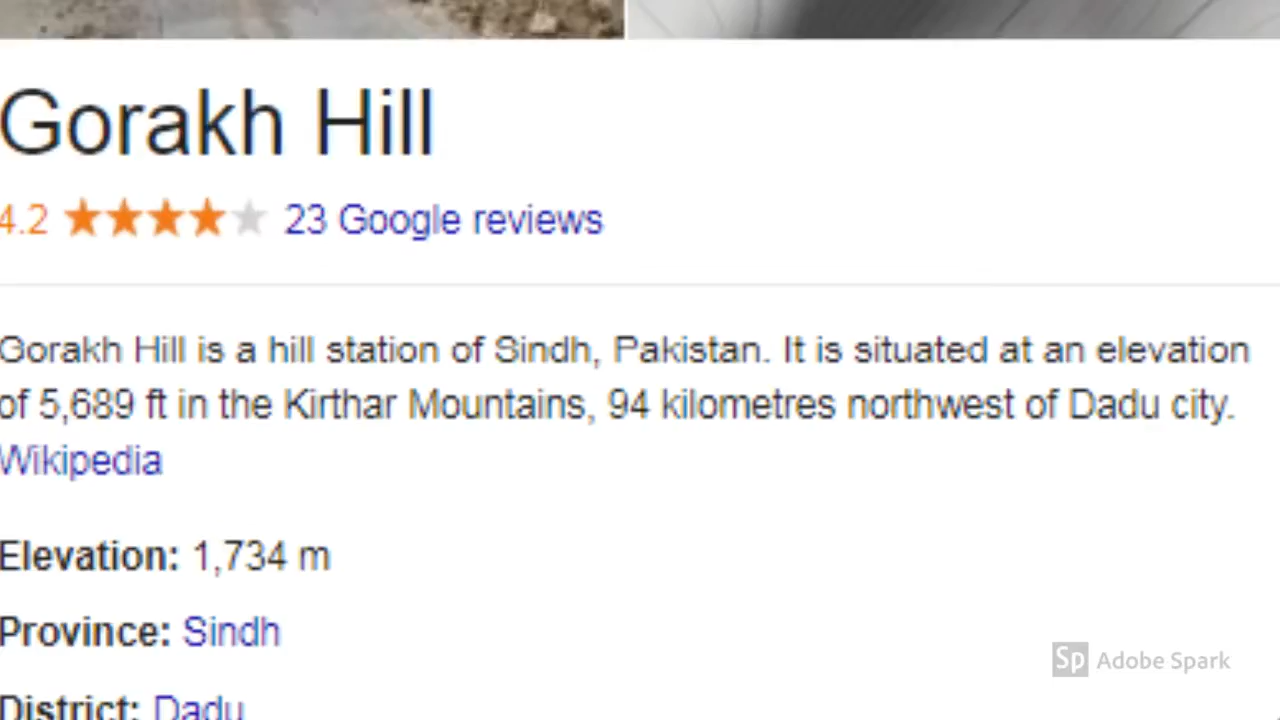 Gorakh Hill
4.2 23 Google reviews
Gorakh Hill is a hill station of Sindh, Pakistan. It is situated at an elevation
of 5,689 ft in the Kirthar Mountains, 94 kilometres northwest of Dadu city.
Wikipedia
Elevation: 1,734 m
Province: Sindh
Sp Adobe Spark
District: Dadu